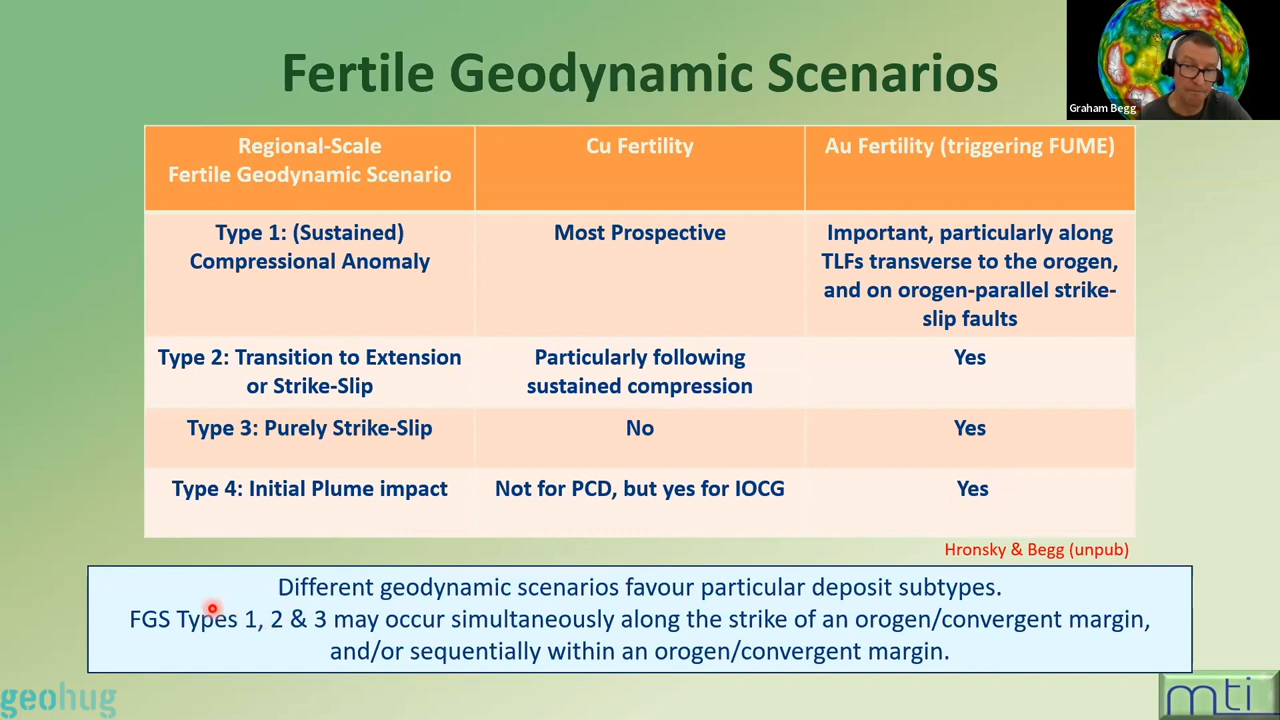 Fertile Geodynamic Scenarios
Graham Begg
Regional-Scale
Fertile Geodynamic Scenario
Cu Fertility
Au Fertility (triggering FUME)
Type 1: (Sustained)
Compressional Anomaly
Most Prospective
Important, particularly along
TLFs transverse to the orogen,
and on orogen-parallel strike-
slip faults
Type 2: Transition to Extension
or Strike-Slip
Particularly following
sustained compression
Yes
Type 3: Purely Strike-Slip
No
Yes
Type 4: Initial Plume impact
Not for PCD, but yes for IOCG
Yes
Hronsky & Begg (unpub)
Different geodynamic scenarios favour particular deposit subtypes.
FGS Types 1, 2 & 3 may occur simultaneously along the strike of an orogen/convergent margin,
and/or sequentially within an orogen/convergent margin.
geohug
mti